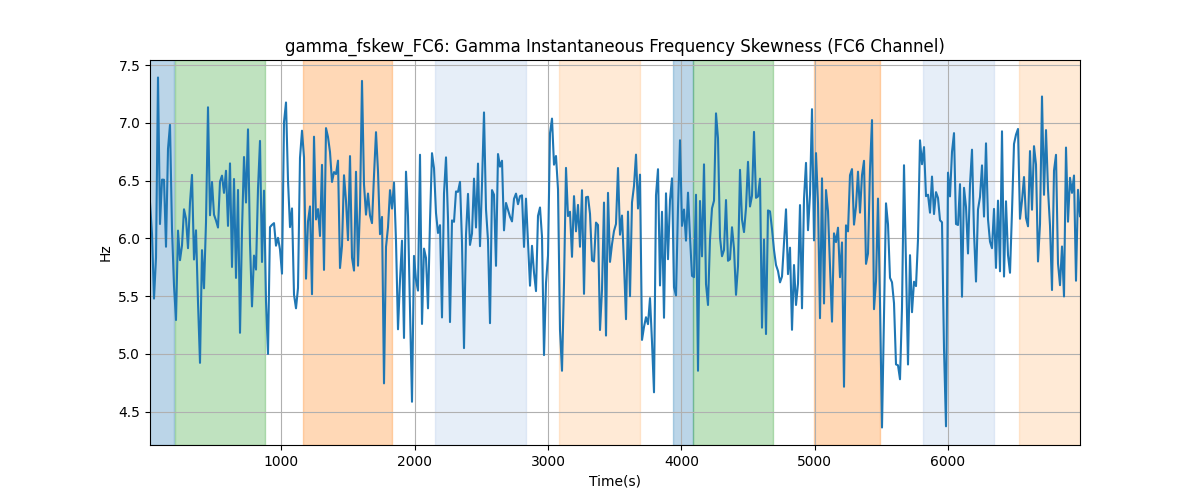 gamma_fskew_FC6: Gamma Instantaneous Frequency Skewness (FC6 Channel)
7.5
7.0
6.5
6.0
5.5
5.0
4.5
Hz
1000 2000 3000 4000 5000 6000
Time(s)